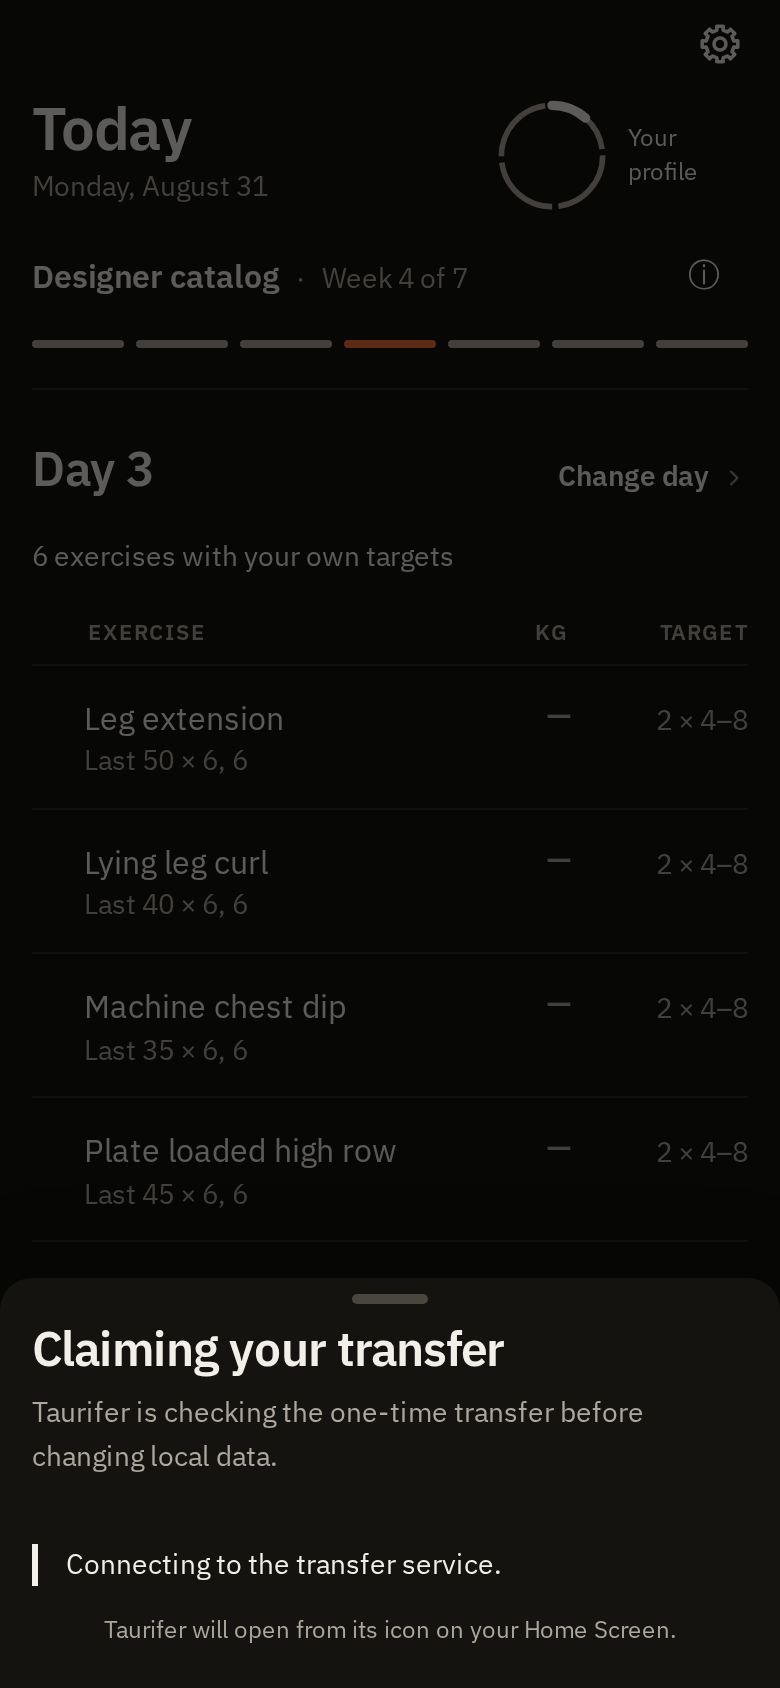 Today
Monday, August 31
Your
profile
Designer catalog · Week 4 of 7
Day 3
Change day
6 exercises with your own targets
EXERCISE KG TARGET
Leg extension — 2 × 4–8
Last 50 × 6, 6
Lying leg curl — 2 × 4–8
Last 40 × 6, 6
Machine chest dip — 2 × 4–8
Last 35 × 6, 6
Plate loaded high row — 2 × 4–8
Last 45 × 6, 6
Claiming your transfer
Taurifer is checking the one-time transfer before
changing local data.
Connecting to the transfer service.
Taurifer will open from its icon on your Home Screen.